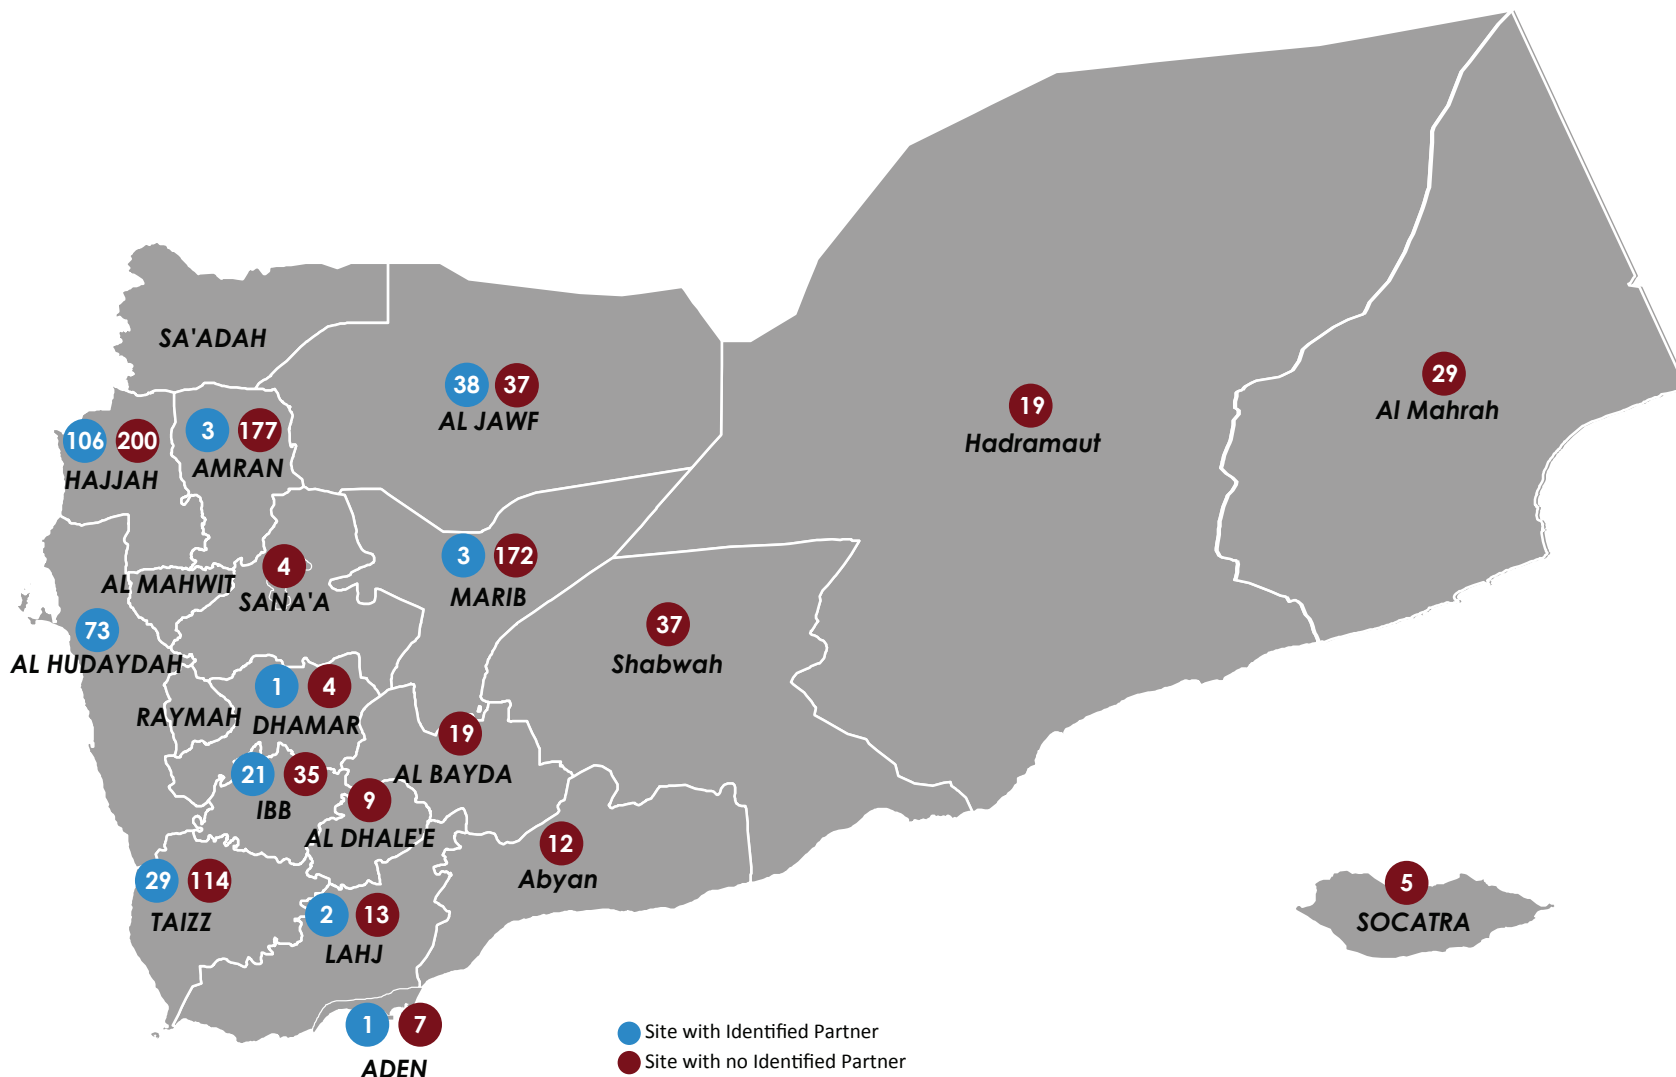 SA'ADAH
38 37
AL JAWF
29
Al Mahrah
19
Hadramaut
106 200
HAJJAH
3 177
AMRAN
3 172
MARIB
4
SANA'A
AL MAHWIT
73
AL HUDAYDAH
37
Shabwah
1 4
DHAMAR
RAYMAH
19
AL BAYDA
21 35
IBB
9
AL DHALE'E
12
Abyan
29 114
TAIZZ
2 13
LAHJ
5
SOCATRA
1 7
ADEN
Site with Identified Partner
Site with no Identified Partner